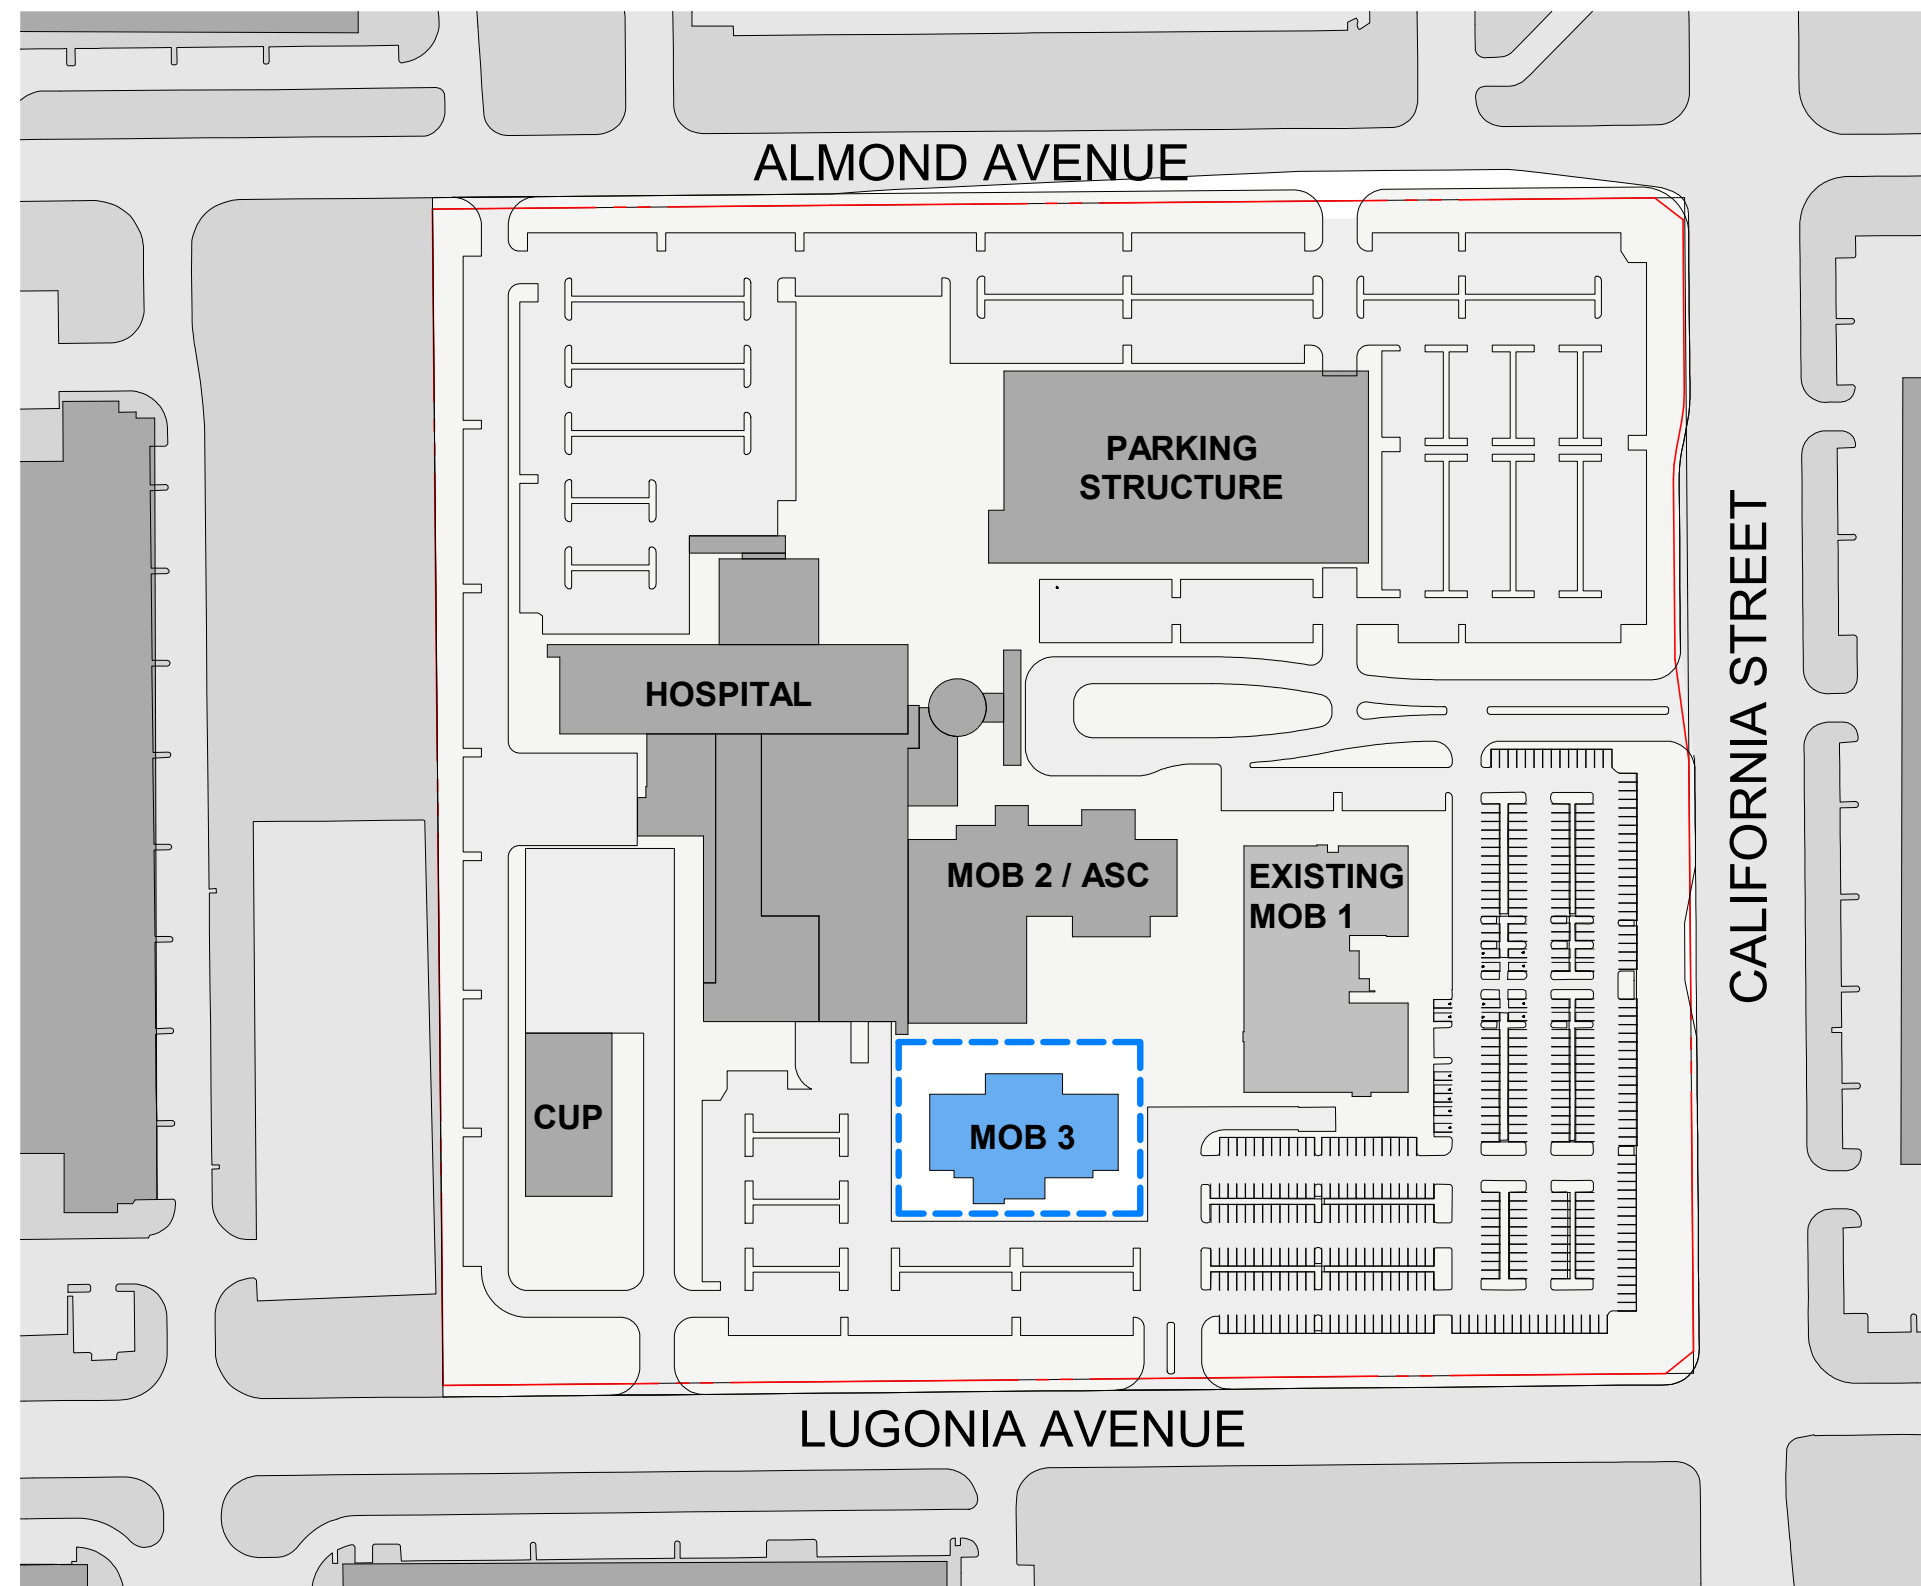 ALMOND AVENUE
PARKING
STRUCTURE
CALIFORNIA STREET
HOSPITAL
MOB 2 / ASC
EXISTING
MOB 1
CUP
MOB 3
LUGONIA AVENUE